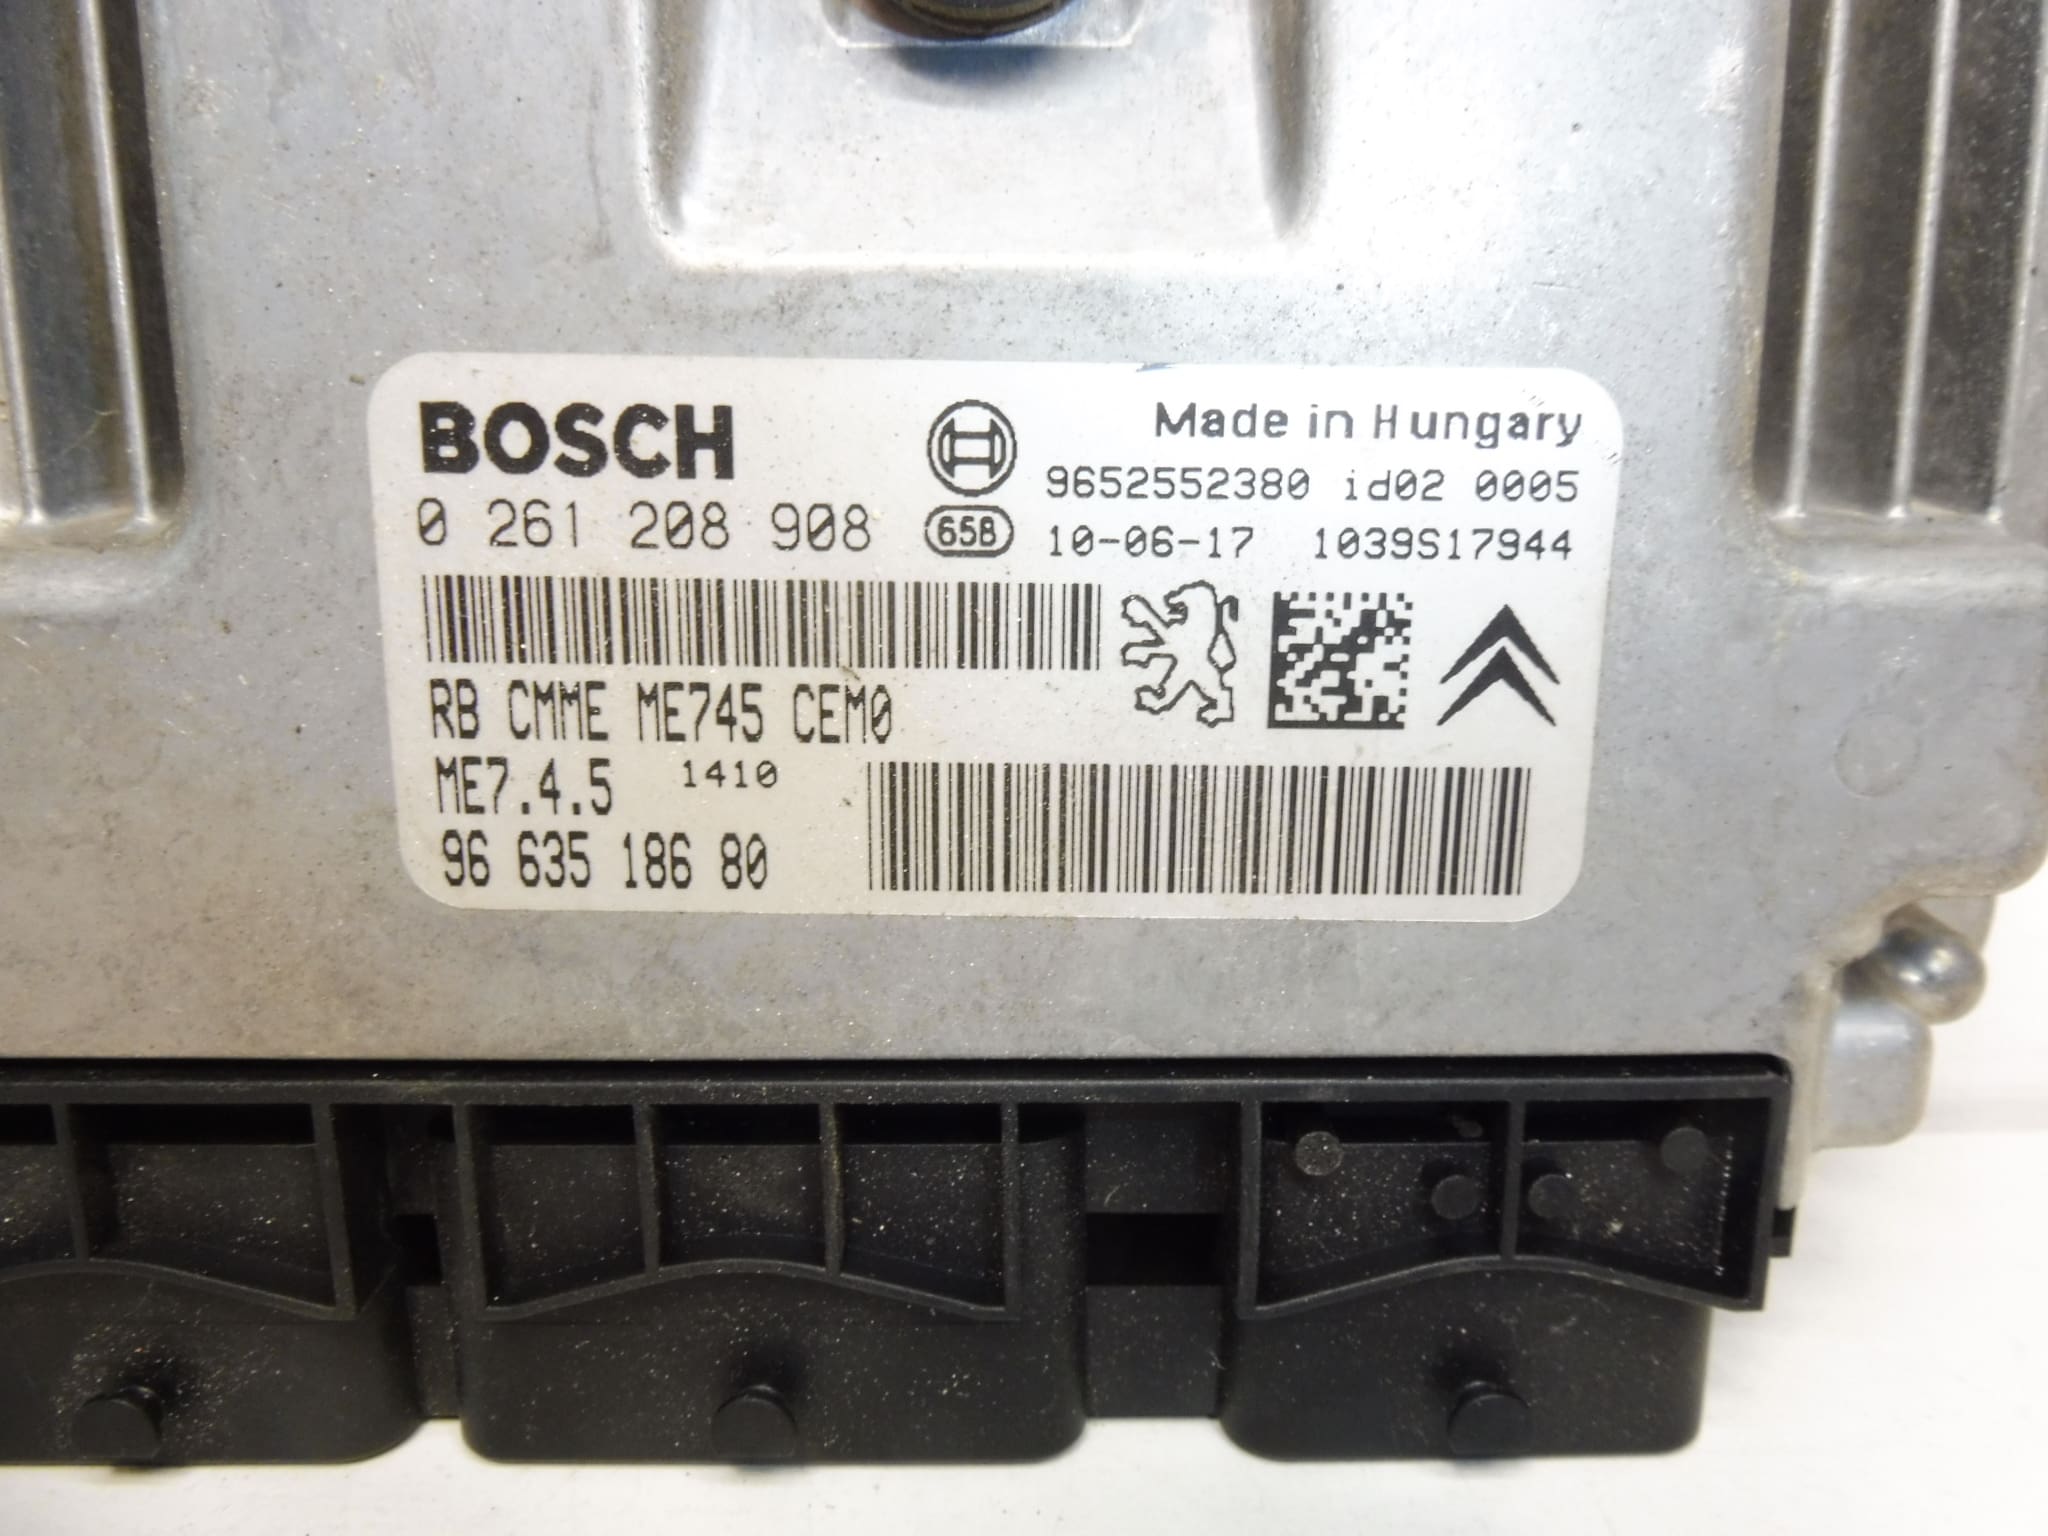 BOSCH
Made in Hungary
9652552380 id02 0005
0 261 208 908
658
10-06-17 1039S17944
RB CMME ME745 CEM0
ME7.4.5 1410
96 635 186 80